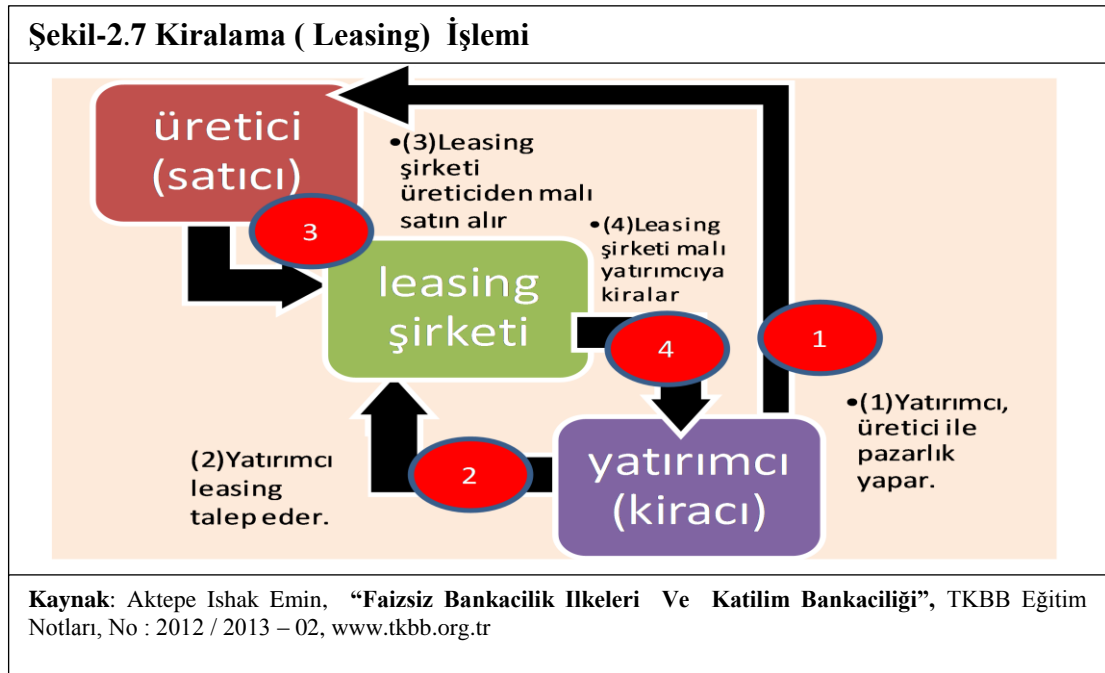 Şekil-2.7 Kiralama ( Leasing) İşlemi
üretici
(satıcı)
•(3)Leasing
şirketi
üreticiden malı
satın alır
3
•(4)Leasing
şirketi malı
yatırımcıya
kiralar
leasing
şirketi
4
1
•(1)Yatırımcı,
üretici ile
pazarlık
yapar.
(2)Yatırımcı
leasing
talep eder.
2
yatırımcı
(kiracı)
Kaynak: Aktepe Ishak Emin, “Faizsiz Bankacilik Ilkeleri Ve Katilim Bankaciliği”, TKBB Eğitim
Notları, No : 2012 / 2013 – 02, www.tkbb.org.tr